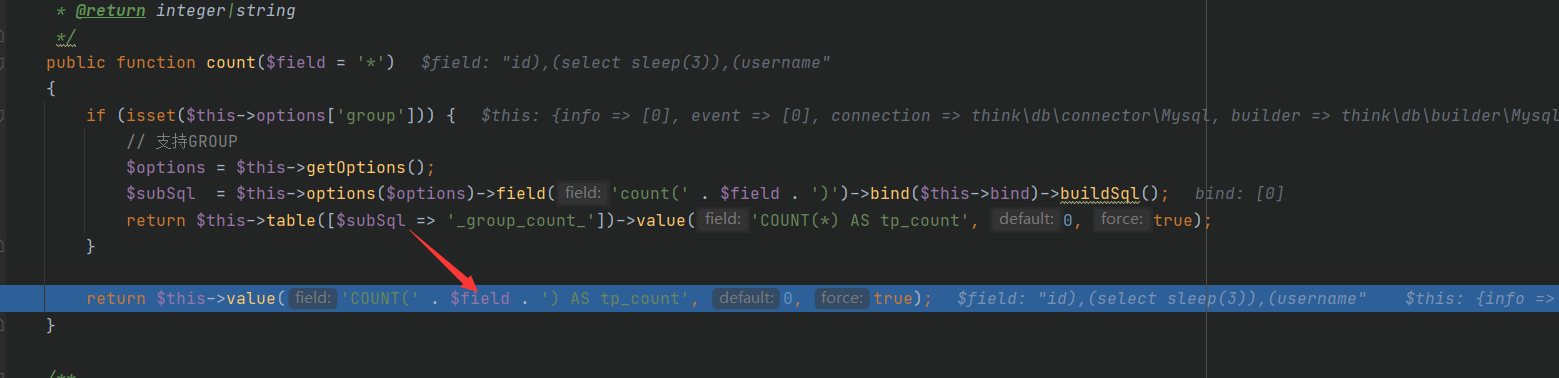 * @return integer|string
*/
public function count($field = '*')   $field: "id),(select sleep(3)),(username"
{
if (isset($this->options['group'])) {   $this: {info => [0], event => [0], connection => think\db\connector\Mysql, builder => think\db\builder\Mysql
// 支持GROUP
$options = $this->getOptions();
$subSql  = $this->options($options)->field( field: 'count(' . $field . ')')->bind($this->bind)->buildSql();   bind: [0]
return $this->table([$subSql => '_group_count_'])->value( field: 'COUNT(*) AS tp_count', default: 0, force: true);
}
return $this->value( field: 'COUNT(' . $field . ') AS tp_count', default: 0, force: true);   $field: "id),(select sleep(3)),(username"   $this: {info =>
}
/**